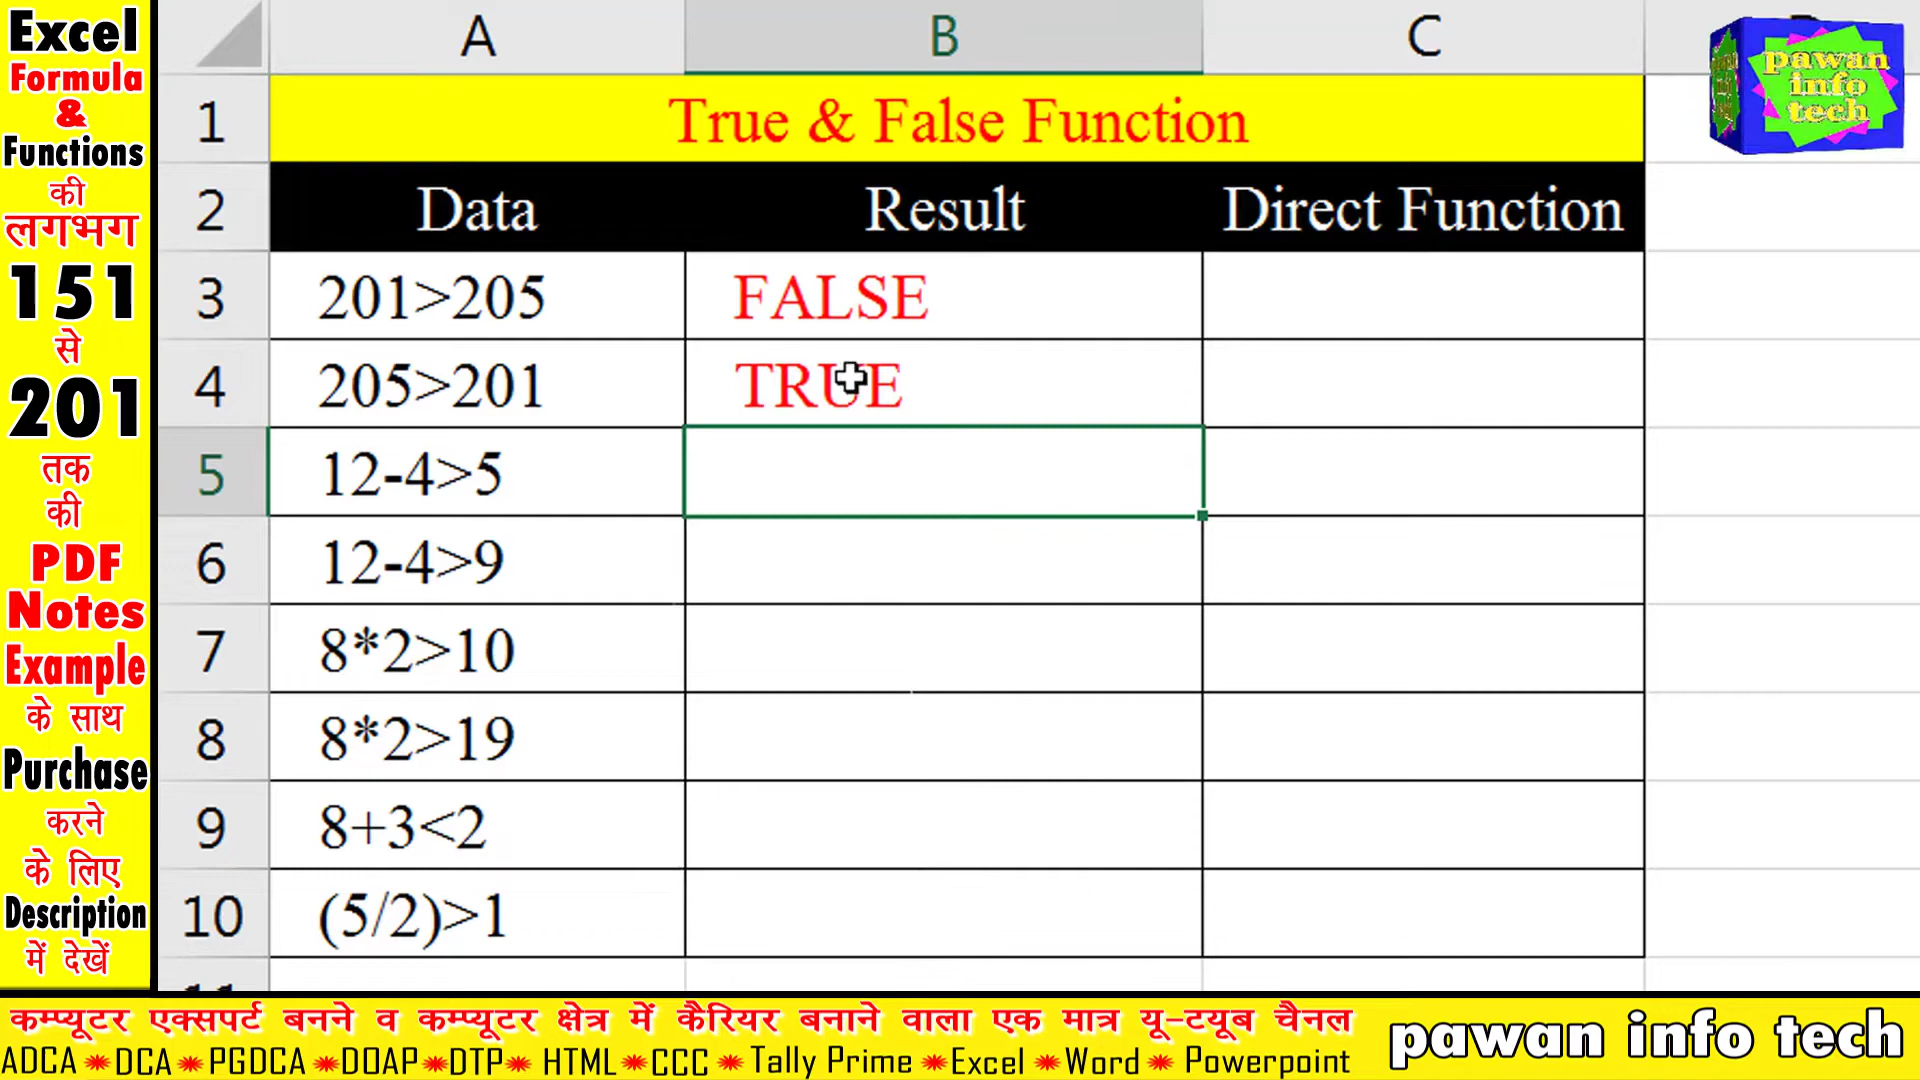 Excel
Formula
&
Functions
की
लगभग
151
से
201
तक
की
PDF
Notes
Example
के साथ
Purchase
करने
के लिए
Description
में देखें
A B C
1 True & False Function
2 Data Result Direct Function
3 201>205 FALSE
4 205>201 TRUE
5 12-4>5
6 12-4>9
7 8*2>10
8 8*2>19
9 8+3<2
10 (5/2)>1
pawan
info
tech
कम्प्यूटर एक्सपर्ट बनने व कम्प्यूटर क्षेत्र में कैरियर बनाने वाला एक मात्र यू-टयूब चैनल
ADCA DCA PGDCA DOAP DTP HTML CCC Tally Prime Excel Word Powerpoint
pawan info tech